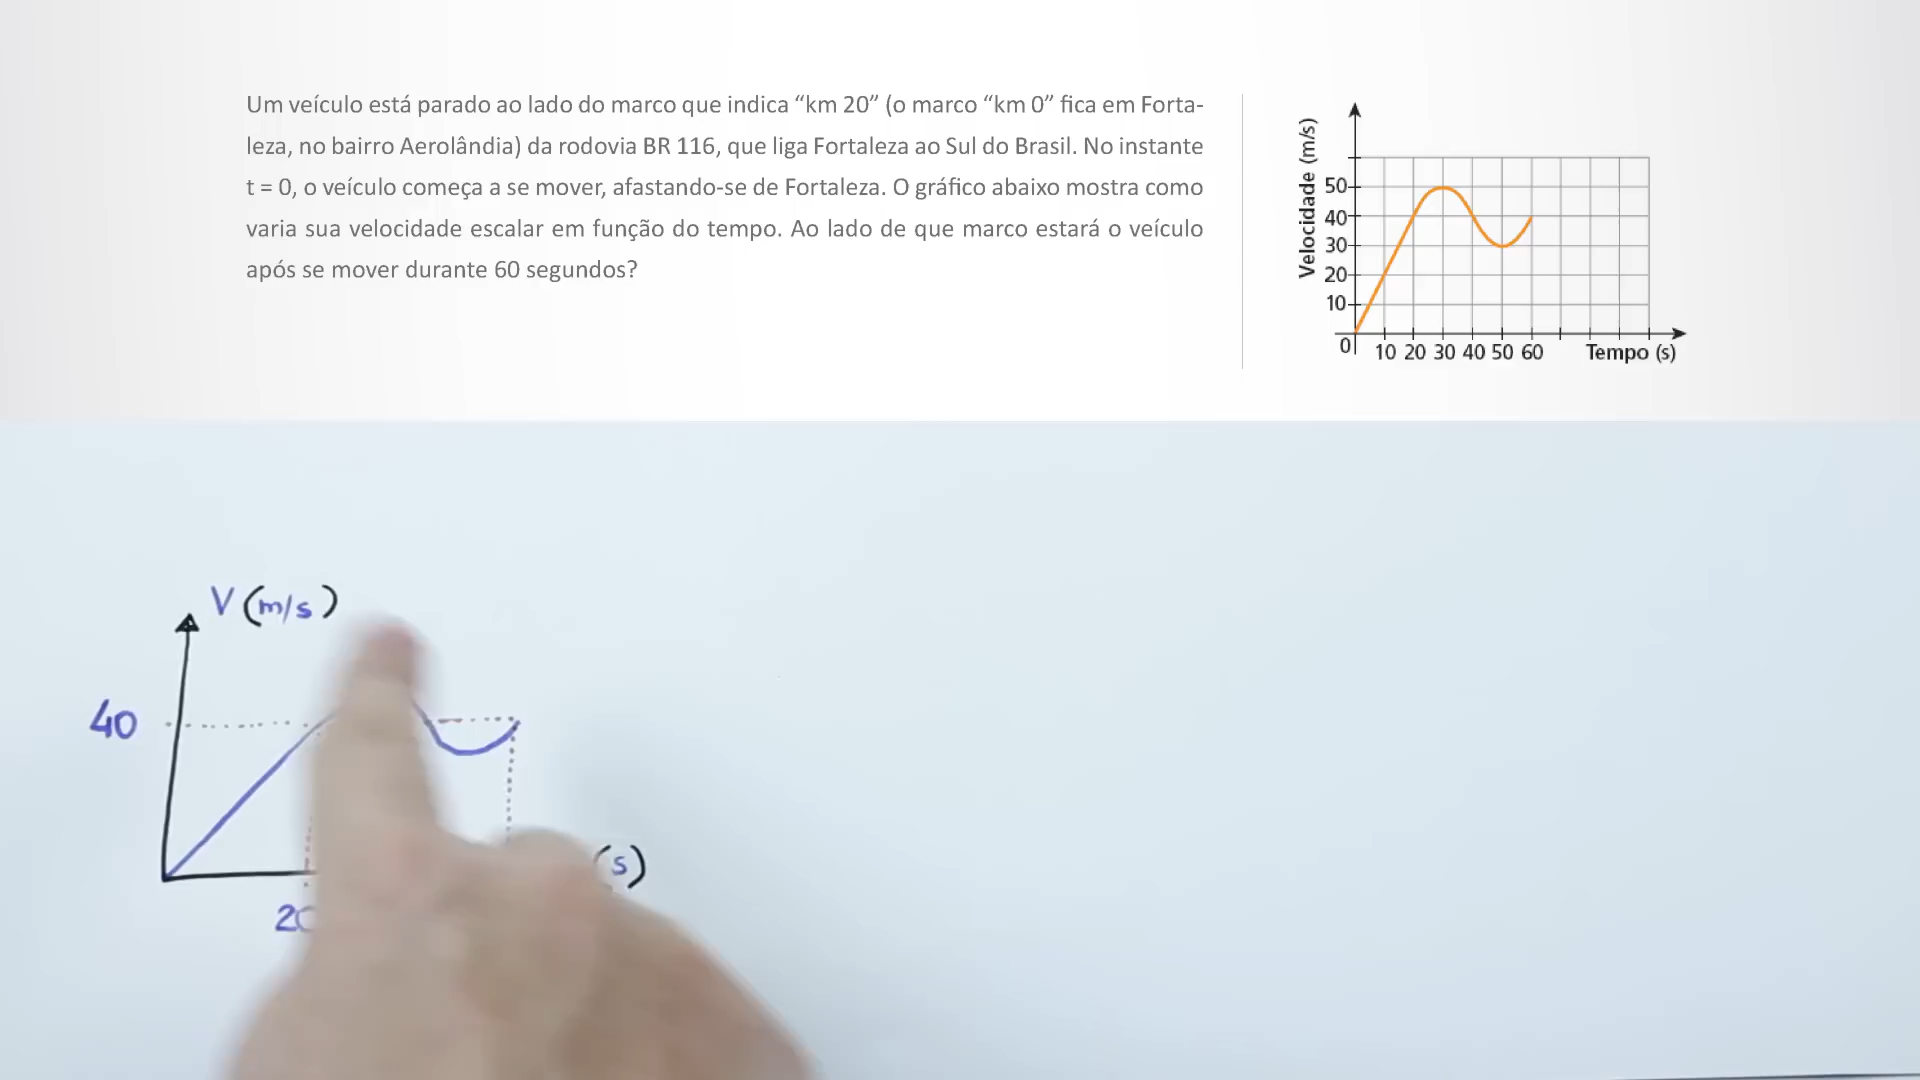 Um veículo está parado ao lado do marco que indica “km 20” (o marco “km 0” fica em Forta-
leza, no bairro Aerolândia) da rodovia BR 116, que liga Fortaleza ao Sul do Brasil. No instante
t = 0, o veículo começa a se mover, afastando-se de Fortaleza. O gráfico abaixo mostra como
varia sua velocidade escalar em função do tempo. Ao lado de que marco estará o veículo
após se mover durante 60 segundos?
Velocidade (m/s)
50
40
30
20
10
0
10 20 30 40 50 60
Tempo (s)
V (m/s)
40
(s)
20